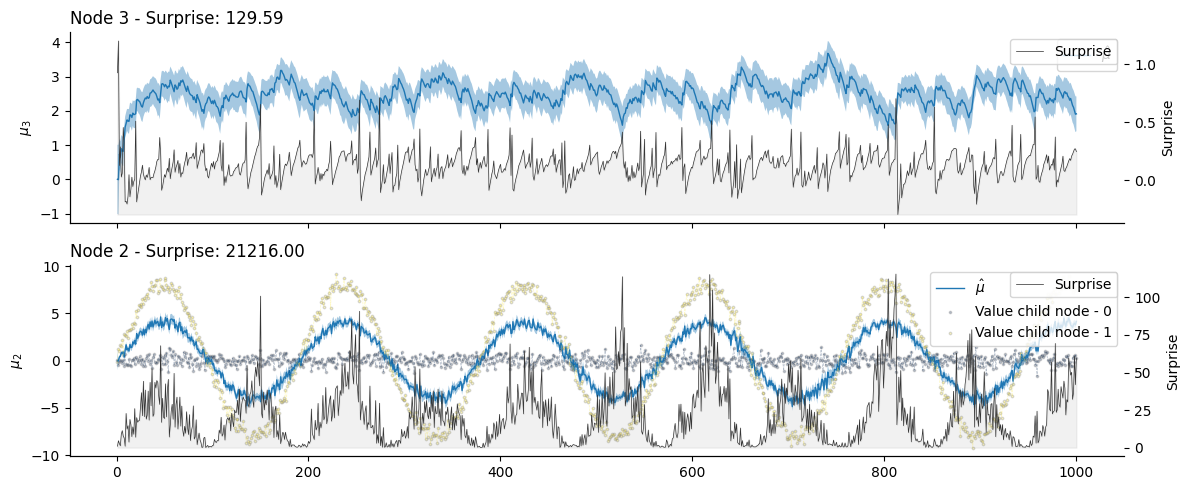 Node 3 - Surprise: 129.59
4
3
2
1
0
−1
μ₃
Surprise
1.0
0.5
0.0
Surprise
Node 2 - Surprise: 21216.00
10
5
0
−5
−10
μ₂
μ̂
Value child node - 0
Value child node - 1
Surprise
100
75
50
25
0
Surprise
0
200
400
600
800
1000